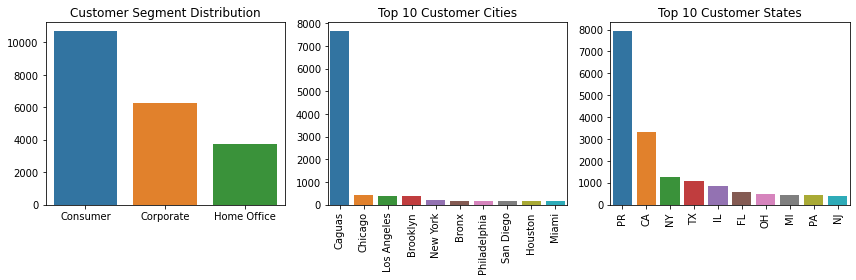 Customer Segment Distribution
10000
8000
6000
4000
2000
0
Consumer
Corporate
Home Office
Top 10 Customer Cities
8000
7000
6000
5000
4000
3000
2000
1000
0
Caguas
Chicago
Los Angeles
Brooklyn
New York
Bronx
Philadelphia
San Diego
Houston
Miami
Top 10 Customer States
8000
7000
6000
5000
4000
3000
2000
1000
0
PR
CA
NY
TX
IL
FL
OH
MI
PA
NJ